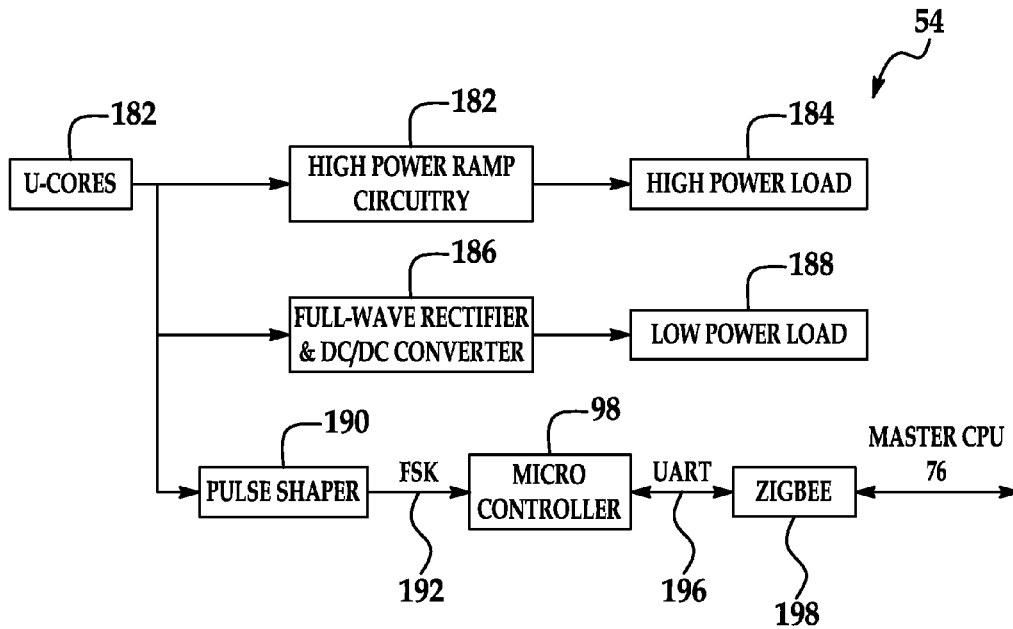 54
182
182
184
U-CORES
HIGH POWER RAMP
CIRCUITRY
HIGH POWER LOAD
186
188
FULL-WAVE RECTIFIER
& DC/DC CONVERTER
LOW POWER LOAD
190
98
MASTER CPU
76
PULSE SHAPER
FSK
MICRO
CONTROLLER
UART
ZIGBEE
192
196
198